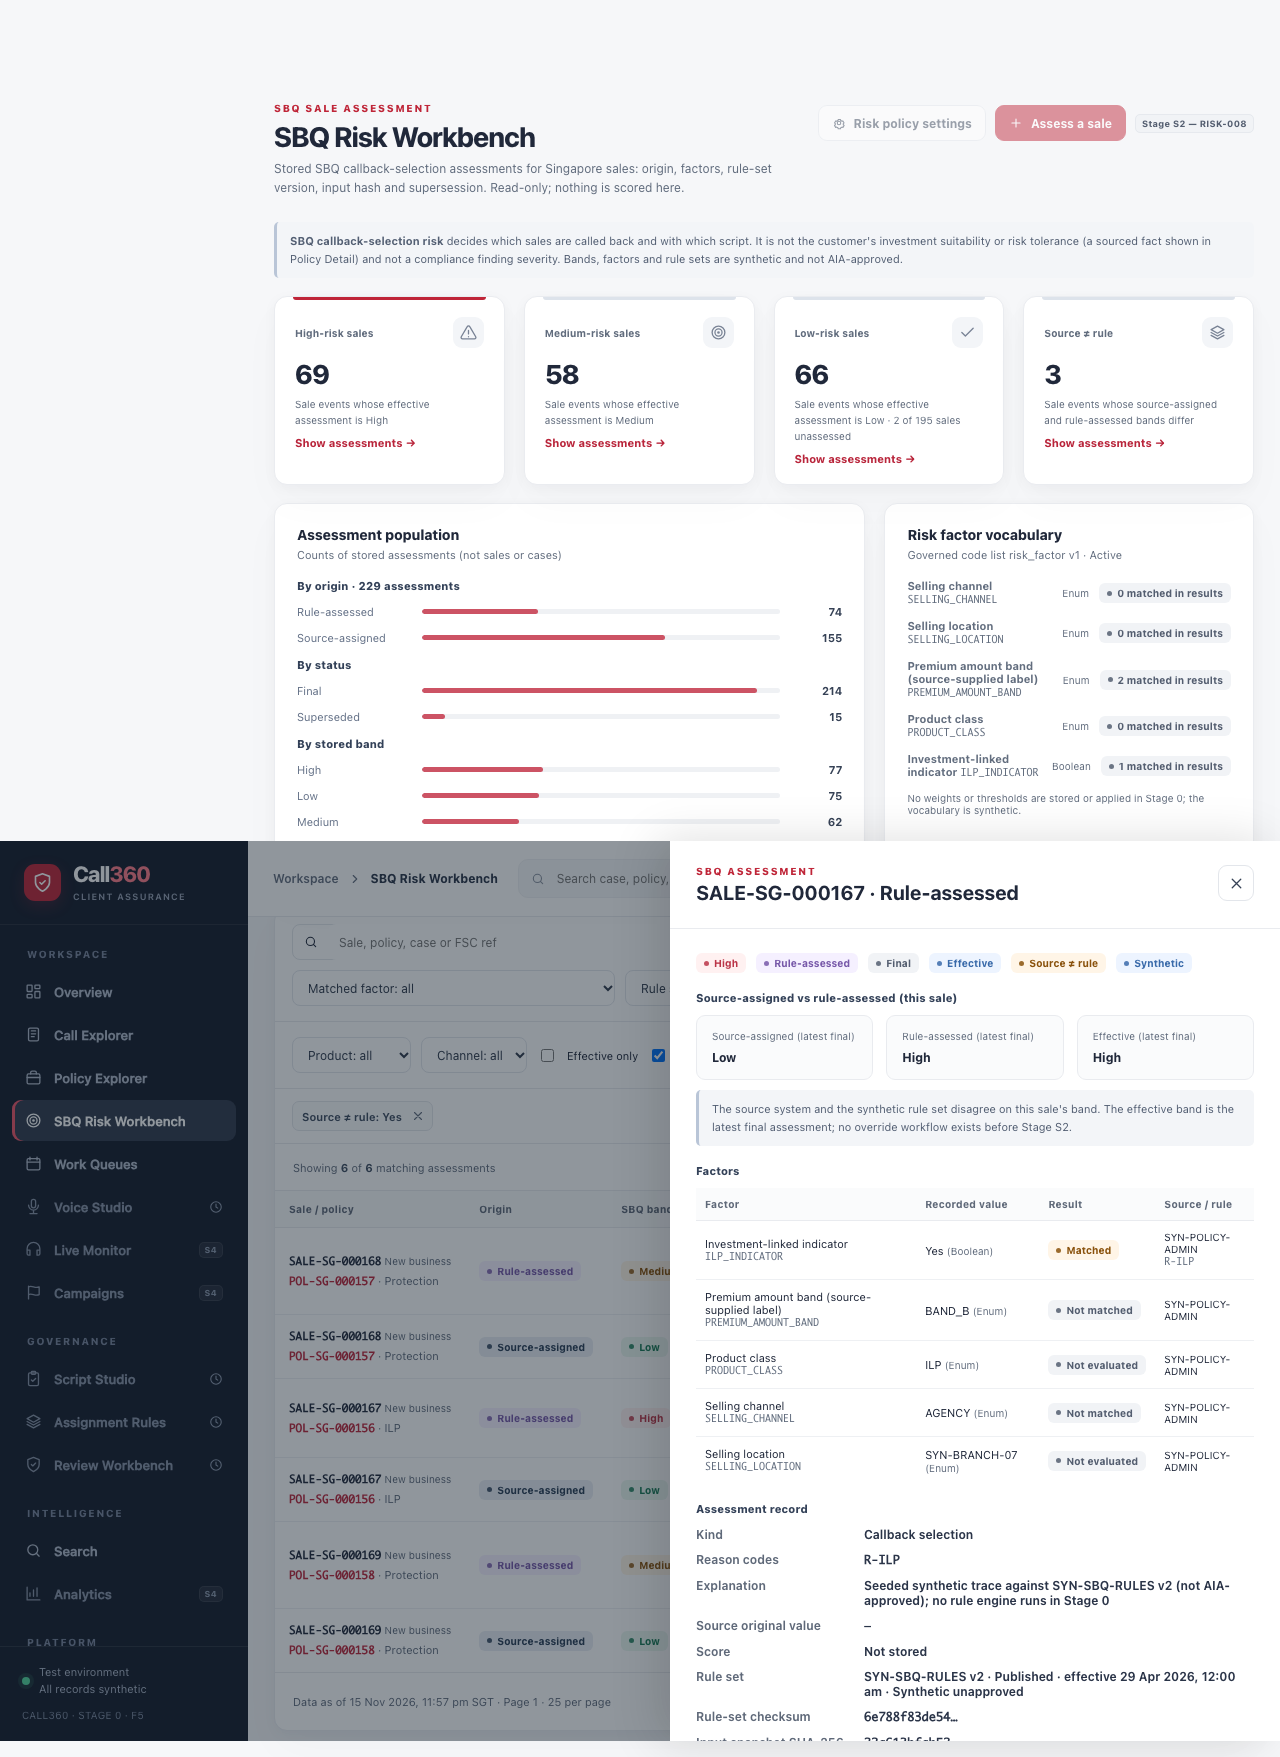 SBQ SALE ASSESSMENT
SBQ Risk Workbench
Stored SBQ callback-selection assessments for Singapore sales: origin, factors, rule-set
version, input hash and supersession. Read-only; nothing is scored here.
Risk policy settings
Assess a sale
Stage S2 — RISK-008
SBQ callback-selection risk decides which sales are called back and with which script. It is not the customer's investment suitability or risk tolerance (a sourced fact shown in
Policy Detail) and not a compliance finding severity. Bands, factors and rule sets are synthetic and not AIA-approved.
High-risk sales
69
Sale events whose effective
assessment is High
Show assessments →
Medium-risk sales
58
Sale events whose effective
assessment is Medium
Show assessments →
Low-risk sales
66
Sale events whose effective
assessment is Low · 2 of 195 sales
unassessed
Show assessments →
Source ≠ rule
3
Sale events whose source-assigned
and rule-assessed bands differ
Show assessments →
Assessment population
Counts of stored assessments (not sales or cases)
By origin · 229 assessments
Rule-assessed 74
Source-assigned 155
By status
Final 214
Superseded 15
By stored band
High 77
Low 75
Medium 62
Risk factor vocabulary
Governed code list risk_factor v1 · Active
Selling channel
SELLING_CHANNEL
Enum
0 matched in results
Selling location
SELLING_LOCATION
Enum
0 matched in results
Premium amount band
(source-supplied label)
PREMIUM_AMOUNT_BAND
Enum
2 matched in results
Product class
PRODUCT_CLASS
Enum
0 matched in results
Investment-linked
indicator ILP_INDICATOR
Boolean
1 matched in results
No weights or thresholds are stored or applied in Stage 0; the
vocabulary is synthetic.
Call360
CLIENT ASSURANCE
WORKSPACE
Overview
Call Explorer
Policy Explorer
SBQ Risk Workbench
Work Queues
Voice Studio
Live Monitor S4
Campaigns S4
GOVERNANCE
Script Studio
Assignment Rules
Review Workbench
INTELLIGENCE
Search
Analytics S4
PLATFORM
Test environment
All records synthetic
CALL360 · STAGE 0 · F5
Workspace > SBQ Risk Workbench
Search case, policy,
Sale, policy, case or FSC ref
Matched factor: all
Rule
Product: all
Channel: all
Effective only
Source ≠ rule: Yes
Showing 6 of 6 matching assessments
Sale / policy Origin SBQ band
SALE-SG-000168 New business
POL-SG-000157 · Protection
Rule-assessed
Mediu
SALE-SG-000168 New business
POL-SG-000157 · Protection
Source-assigned
Low
SALE-SG-000167 New business
POL-SG-000156 · ILP
Rule-assessed
High
SALE-SG-000167 New business
POL-SG-000156 · ILP
Source-assigned
Low
SALE-SG-000169 New business
POL-SG-000158 · Protection
Rule-assessed
Mediu
SALE-SG-000169 New business
POL-SG-000158 · Protection
Source-assigned
Low
Data as of 15 Nov 2026, 11:57 pm SGT · Page 1 · 25 per page
SBQ ASSESSMENT
SALE-SG-000167 · Rule-assessed
High
Rule-assessed
Final
Effective
Source ≠ rule
Synthetic
Source-assigned vs rule-assessed (this sale)
Source-assigned (latest final)
Low
Rule-assessed (latest final)
High
Effective (latest final)
High
The source system and the synthetic rule set disagree on this sale's band. The effective band is the
latest final assessment; no override workflow exists before Stage S2.
Factors
Factor Recorded value Result Source / rule
Investment-linked indicator
ILP_INDICATOR
Yes (Boolean)
Matched
SYN-POLICY-
ADMIN
R-ILP
Premium amount band (source-
supplied label)
PREMIUM_AMOUNT_BAND
BAND_B (Enum)
Not matched
SYN-POLICY-
ADMIN
Product class
PRODUCT_CLASS
ILP (Enum)
Not evaluated
SYN-POLICY-
ADMIN
Selling channel
SELLING_CHANNEL
AGENCY (Enum)
Not matched
SYN-POLICY-
ADMIN
Selling location
SELLING_LOCATION
SYN-BRANCH-07
(Enum)
Not evaluated
SYN-POLICY-
ADMIN
Assessment record
Kind Callback selection
Reason codes R-ILP
Explanation Seeded synthetic trace against SYN-SBQ-RULES v2 (not AIA-
approved); no rule engine runs in Stage 0
Source original value —
Score Not stored
Rule set SYN-SBQ-RULES v2 · Published · effective 29 Apr 2026, 12:00
am · Synthetic unapproved
Rule-set checksum 6e788f83de54…
Input snapshot SHA-256